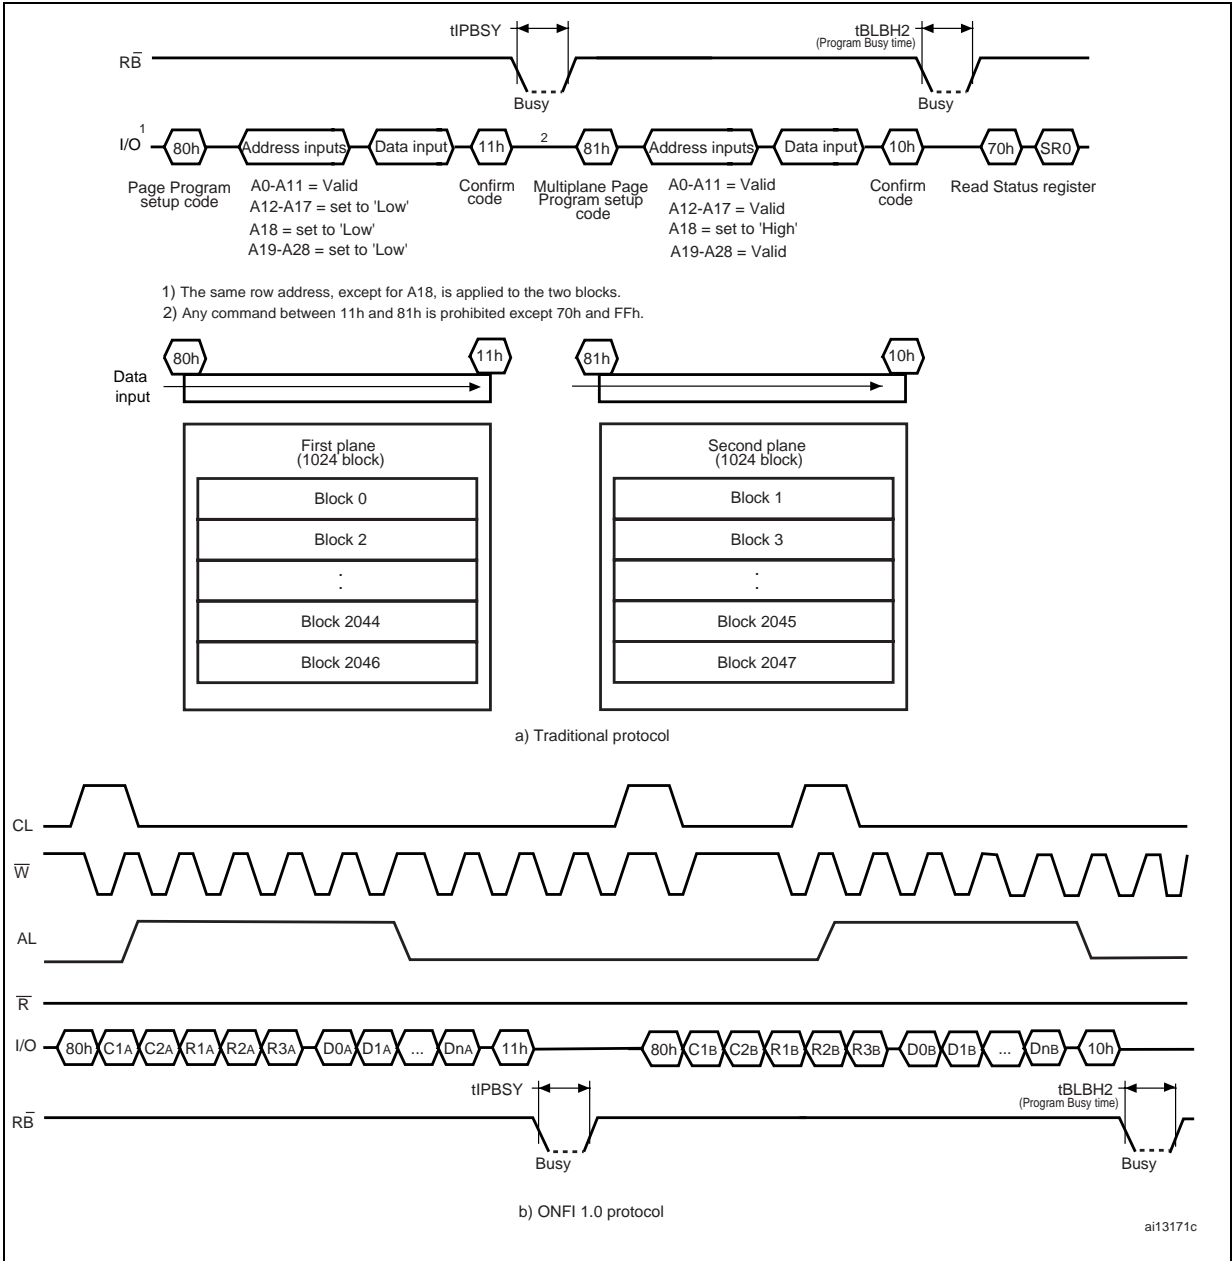 tIPBSY tBLBH2
(Program Busy time)
RB
Busy Busy
I/O 1 80h Address inputs Data input 11h 2 81h Address inputs Data input 10h 70h SR0
Page Program setup code
A0-A11 = Valid
A12-A17 = set to 'Low'
A18 = set to 'Low'
A19-A28 = set to 'Low'
Confirm code
Multiplane Page Program setup code
A0-A11 = Valid
A12-A17 = Valid
A18 = set to 'High'
A19-A28 = Valid
Confirm code
Read Status register
1) The same row address, except for A18, is applied to the two blocks.
2) Any command between 11h and 81h is prohibited except 70h and FFh.
80h 11h 81h 10h
Data input
First plane
(1024 block)
Block 0
Block 2
:
Block 2044
Block 2046
Second plane
(1024 block)
Block 1
Block 3
:
Block 2045
Block 2047
a) Traditional protocol
CL
W
AL
R
I/O 80h C1A C2A R1A R2A R3A D0A D1A ... DnA 11h 80h C1B C2B R1B R2B R3B D0B D1B ... DnB 10h
tIPBSY tBLBH2
(Program Busy time)
RB
Busy Busy
b) ONFI 1.0 protocol
ai13171c